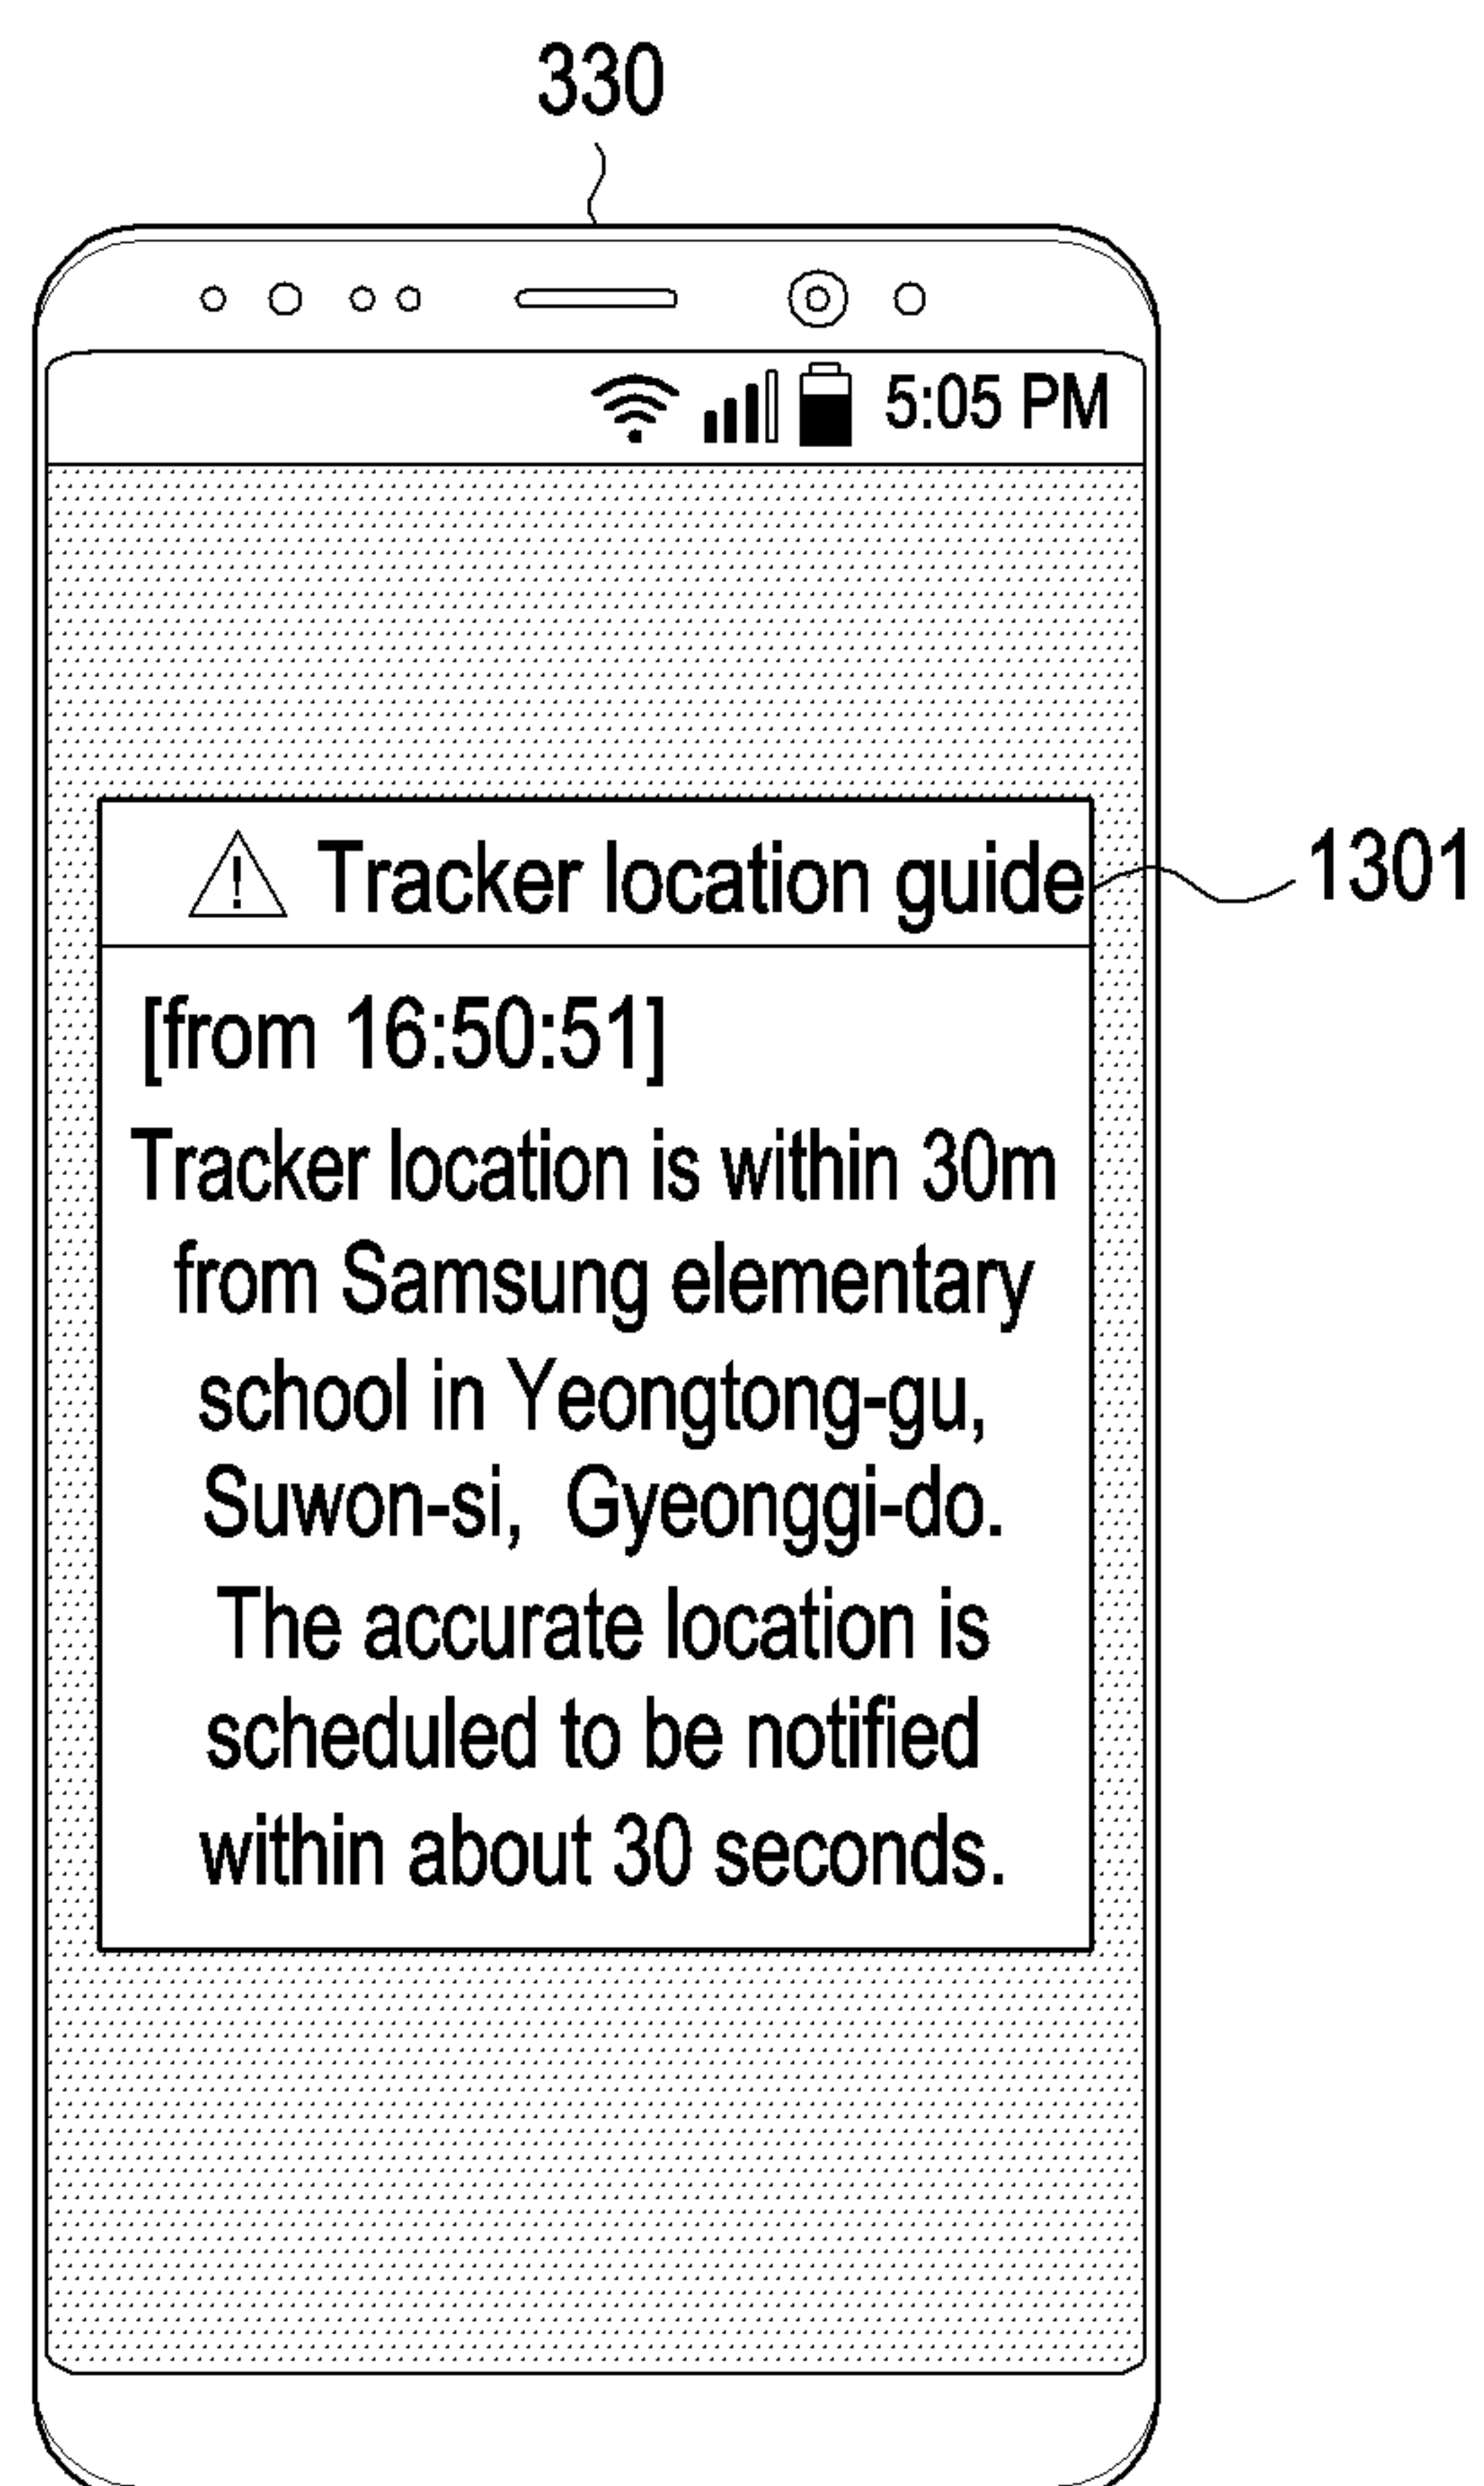 330
5:05 PM
! Tracker location guide
1301
[from 16:50:51]
Tracker location is within 30m
from Samsung elementary
school in Yeongtong-gu,
Suwon-si, Gyeonggi-do.
The accurate location is
scheduled to be notified
within about 30 seconds.